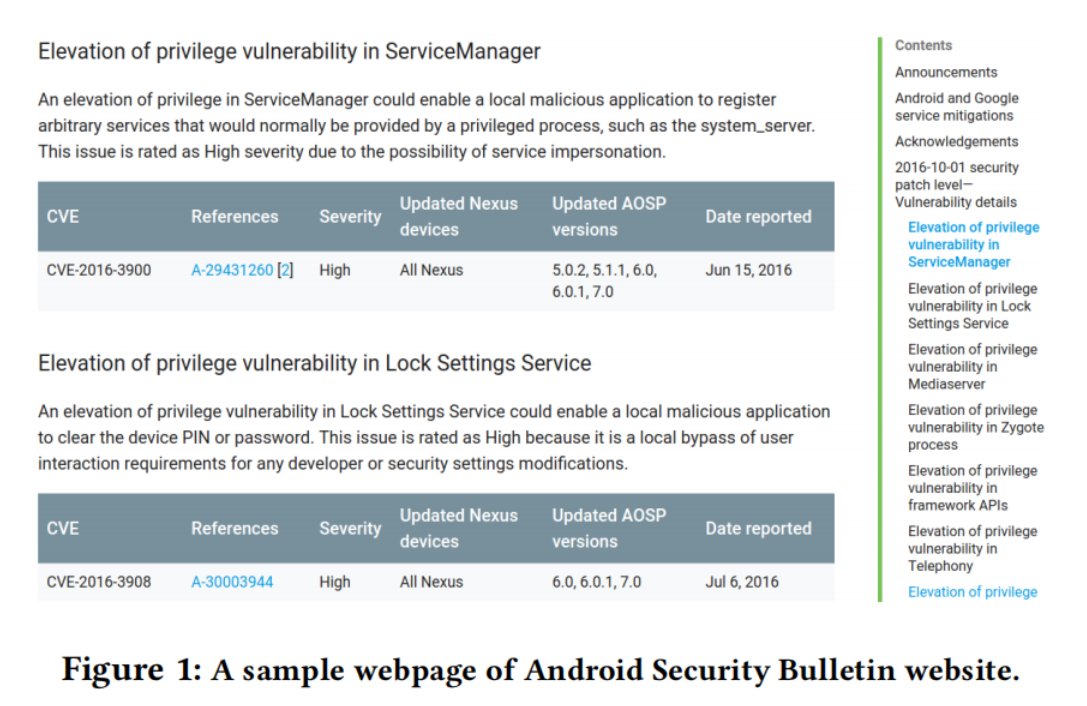 Elevation of privilege vulnerability in ServiceManager
An elevation of privilege in ServiceManager could enable a local malicious application to register
arbitrary services that would normally be provided by a privileged process, such as the system_server.
This issue is rated as High severity due to the possibility of service impersonation.
CVE References Severity Updated Nexus devices Updated AOSP versions Date reported
CVE-2016-3900 A-29431260 [2] High All Nexus 5.0.2, 5.1.1, 6.0, 6.0.1, 7.0 Jun 15, 2016
Elevation of privilege vulnerability in Lock Settings Service
An elevation of privilege vulnerability in Lock Settings Service could enable a local malicious application
to clear the device PIN or password. This issue is rated as High because it is a local bypass of user
interaction requirements for any developer or security settings modifications.
CVE References Severity Updated Nexus devices Updated AOSP versions Date reported
CVE-2016-3908 A-30003944 High All Nexus 6.0, 6.0.1, 7.0 Jul 6, 2016
Contents
Announcements
Android and Google
service mitigations
Acknowledgements
2016-10-01 security
patch level—
Vulnerability details
Elevation of privilege
vulnerability in
ServiceManager
Elevation of privilege
vulnerability in Lock
Settings Service
Elevation of privilege
vulnerability in
Mediaserver
Elevation of privilege
vulnerability in Zygote
process
Elevation of privilege
vulnerability in
framework APIs
Elevation of privilege
vulnerability in
Telephony
Elevation of privilege
Figure 1: A sample webpage of Android Security Bulletin website.